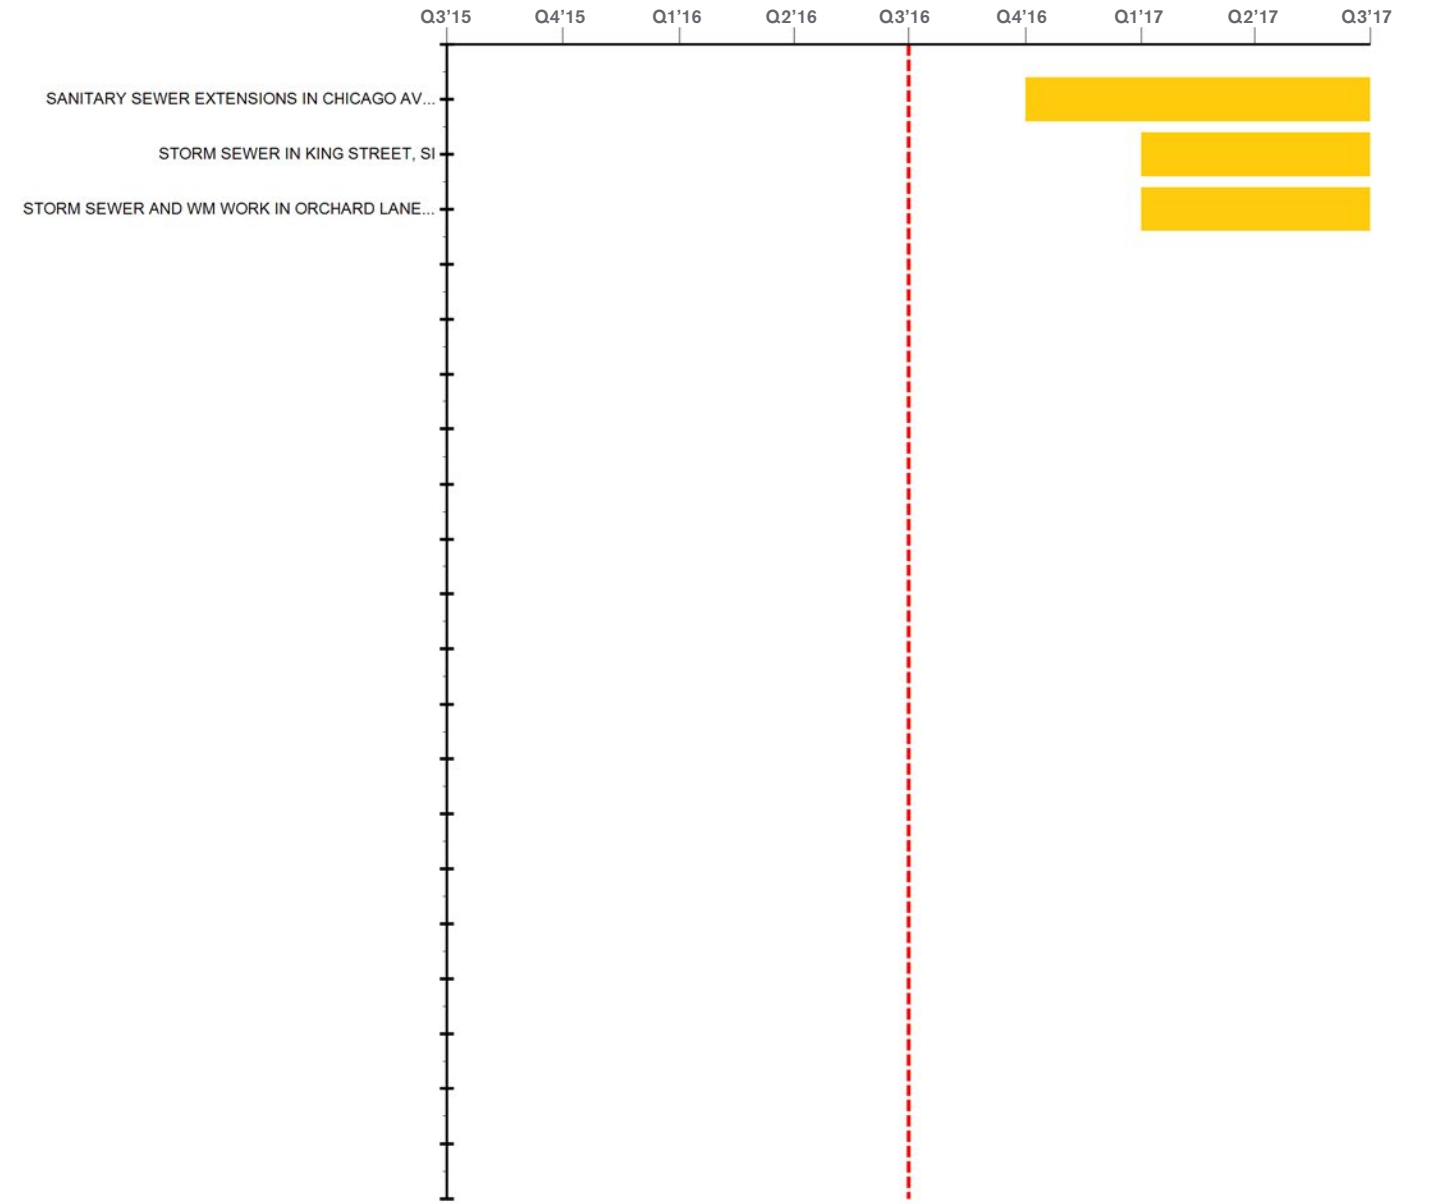 Q3’15 Q4’15 Q1’16 Q2’16 Q3’16 Q4’16 Q1’17 Q2’17 Q3’17
SANITARY SEWER EXTENSIONS IN CHICAGO AV...
STORM SEWER IN KING STREET, SI
STORM SEWER AND WM WORK IN ORCHARD LANE...